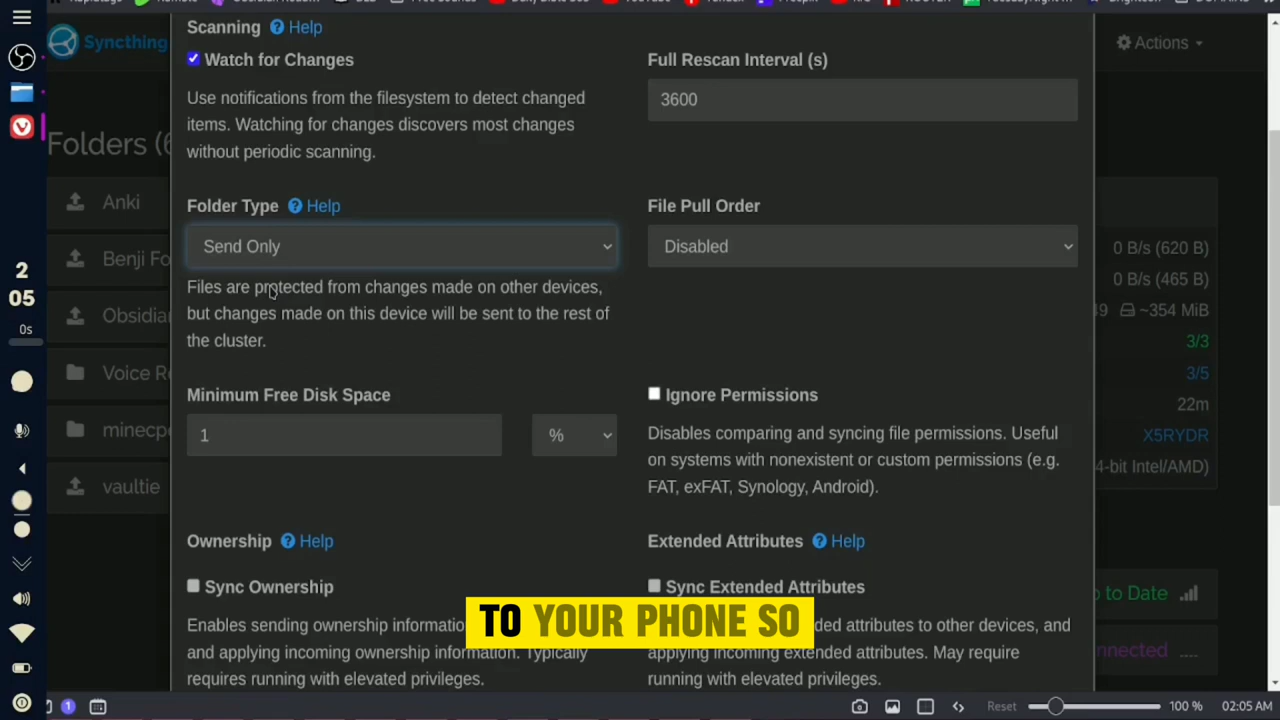 Syncthing
Actions
Folders (6
Anki
Benji Fo
Obsidian
Voice Re
minecpe
vaultie
Scanning Help
Watch for Changes
Use notifications from the filesystem to detect changed
items. Watching for changes discovers most changes
without periodic scanning.
Full Rescan Interval (s)
3600
Folder Type Help
Send Only
Files are protected from changes made on other devices,
but changes made on this device will be sent to the rest of
the cluster.
File Pull Order
Disabled
Minimum Free Disk Space
1 %
Ignore Permissions
Disables comparing and syncing file permissions. Useful
on systems with nonexistent or custom permissions (e.g.
FAT, exFAT, Synology, Android).
Ownership Help
Sync Ownership
Enables sending ownership informa
and applying incoming ownership information. Typically
requires running with elevated privileges.
Extended Attributes Help
Sync Extended Attributes
ded attributes to other devices, and
applying incoming extended attributes. May require
running with elevated privileges.
TO YOUR PHONE SO
0 B/s (620 B)
0 B/s (465 B)
49 ~354 MiB
3/3
3/5
22m
X5RYDR
4-bit Intel/AMD)
o to Date
nnected
2
05
0s
1
Reset
100 %
02:05 AM